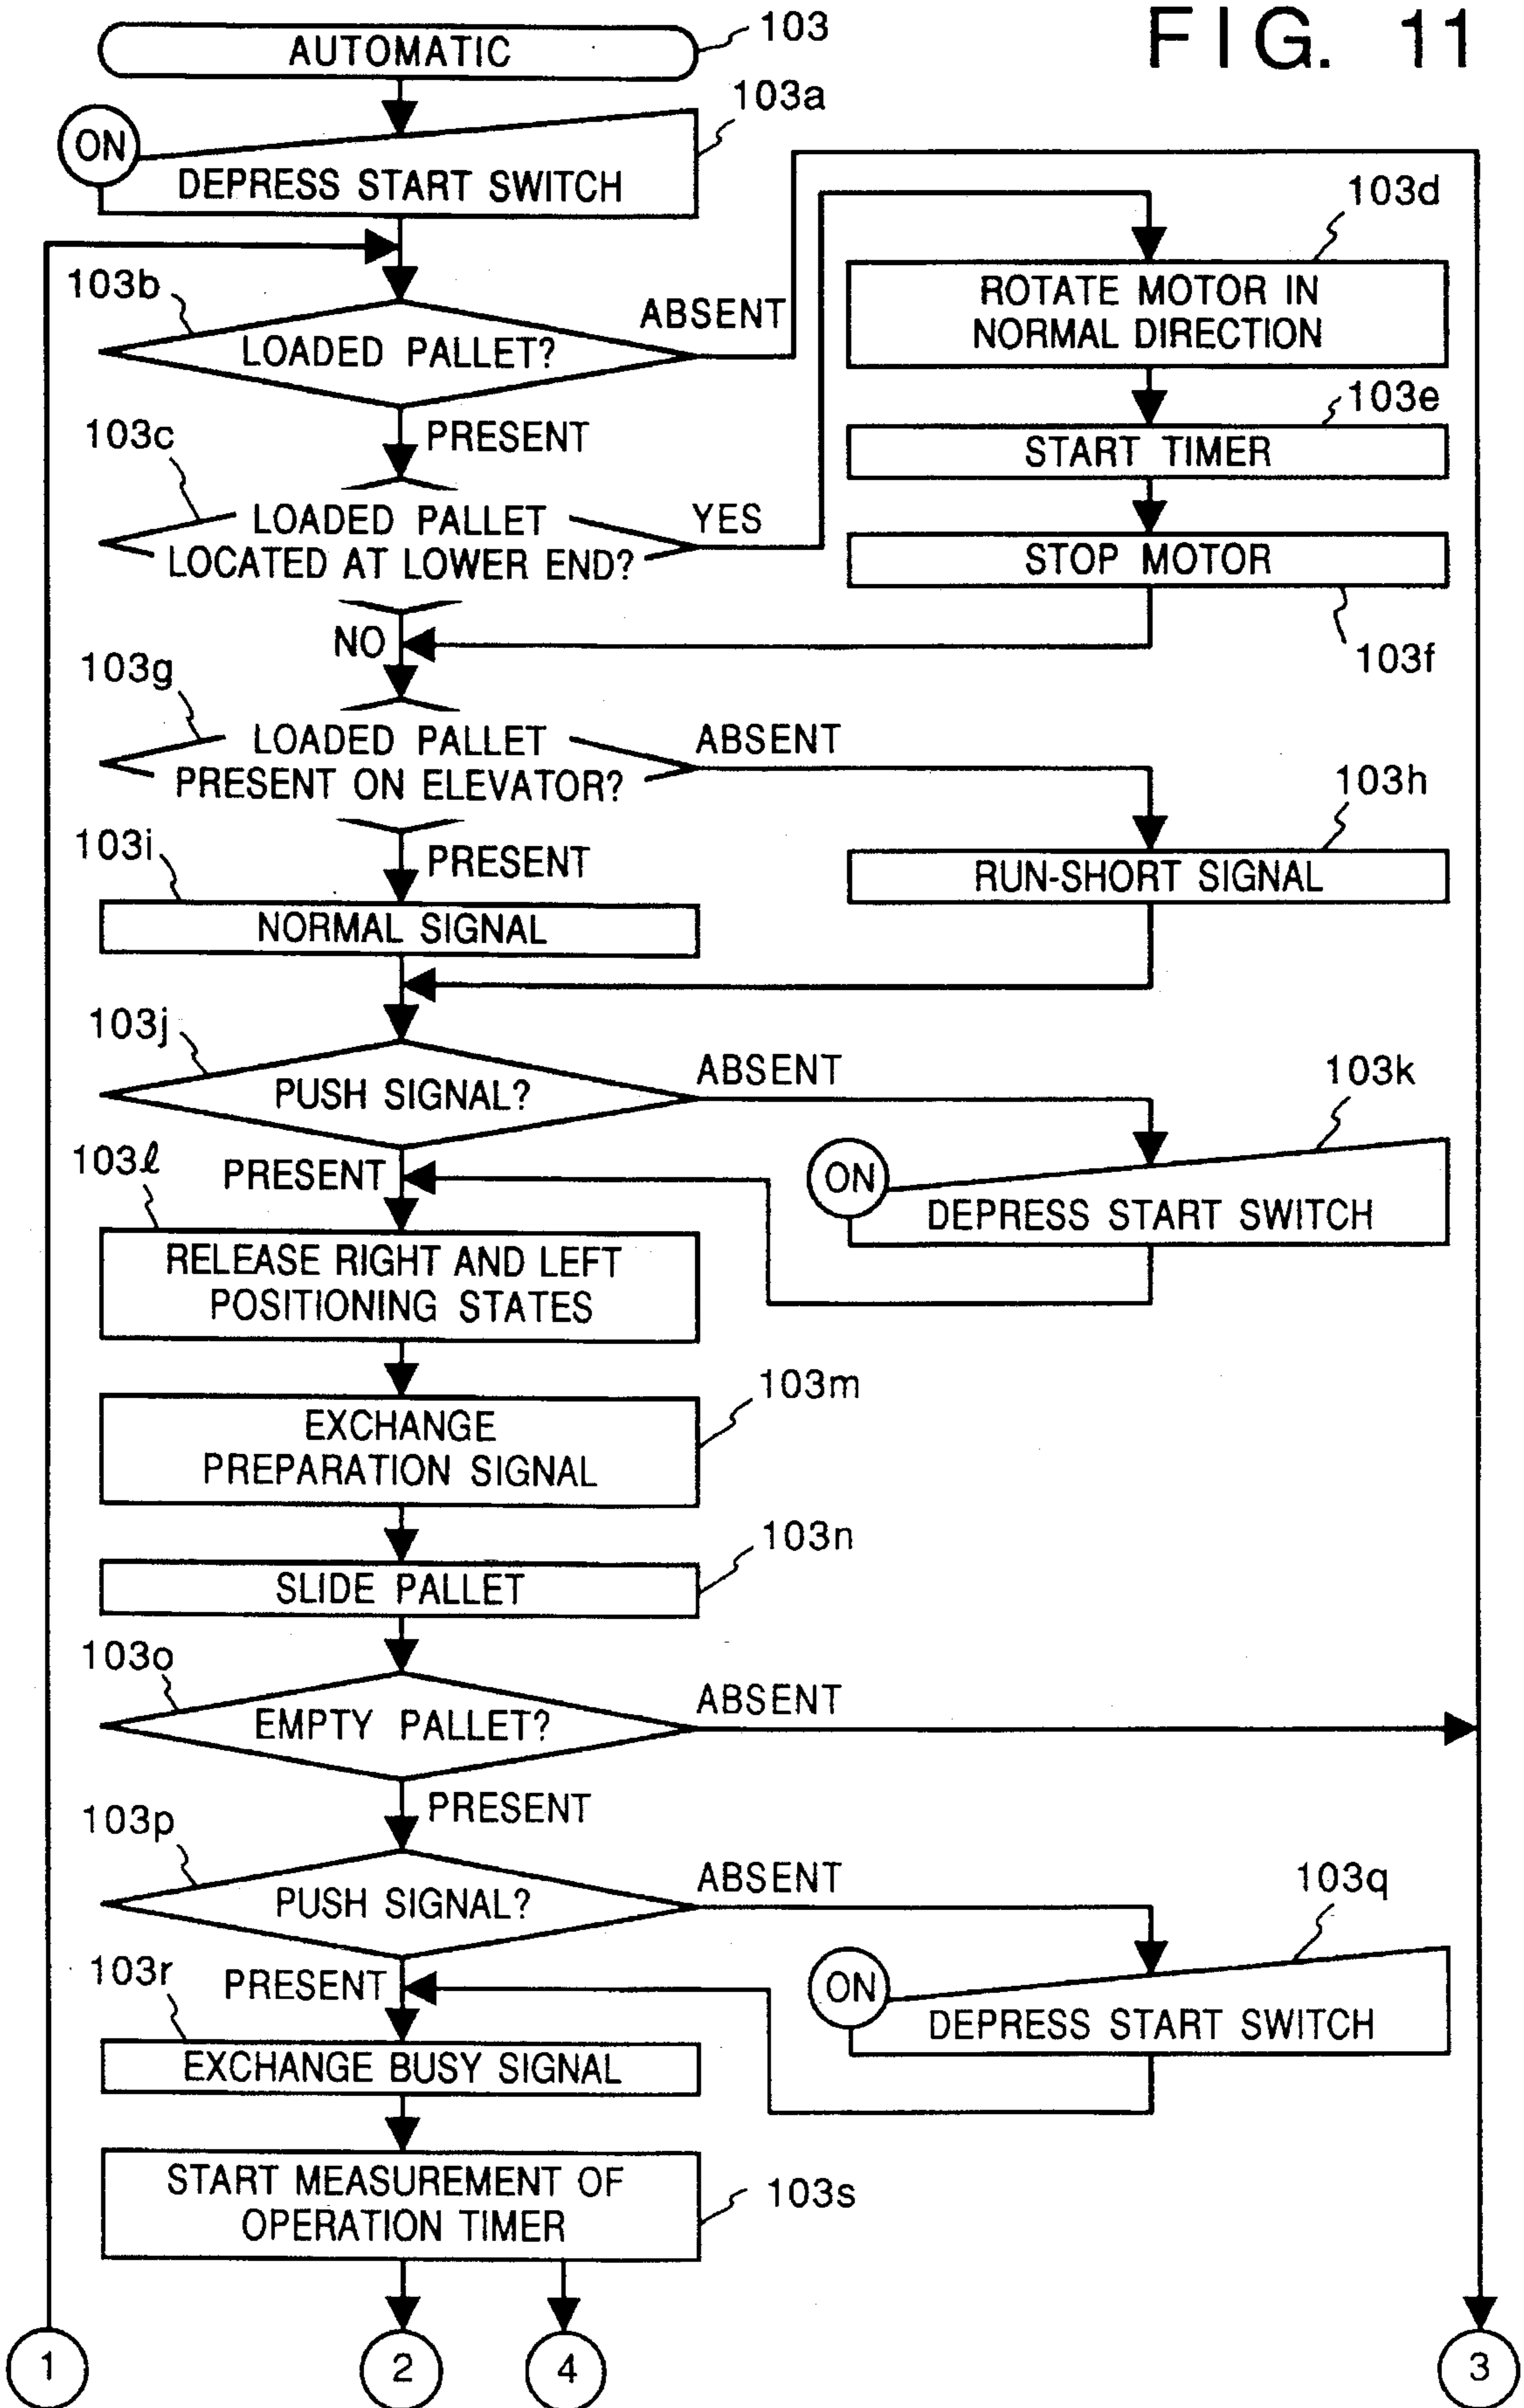 FIG. 11
AUTOMATIC
103
103a
ON
DEPRESS START SWITCH
103b
LOADED PALLET?
ABSENT
PRESENT
103d
ROTATE MOTOR IN
NORMAL DIRECTION
103e
START TIMER
STOP MOTOR
103f
103c
LOADED PALLET
LOCATED AT LOWER END?
YES
NO
103g
LOADED PALLET
PRESENT ON ELEVATOR?
ABSENT
PRESENT
103h
RUN-SHORT SIGNAL
103i
NORMAL SIGNAL
103j
PUSH SIGNAL?
ABSENT
PRESENT
103k
ON
DEPRESS START SWITCH
103ℓ
RELEASE RIGHT AND LEFT
POSITIONING STATES
103m
EXCHANGE
PREPARATION SIGNAL
103n
SLIDE PALLET
103o
EMPTY PALLET?
ABSENT
PRESENT
103p
PUSH SIGNAL?
ABSENT
PRESENT
103q
ON
DEPRESS START SWITCH
103r
EXCHANGE BUSY SIGNAL
START MEASUREMENT OF
OPERATION TIMER
103s
1
2
4
3